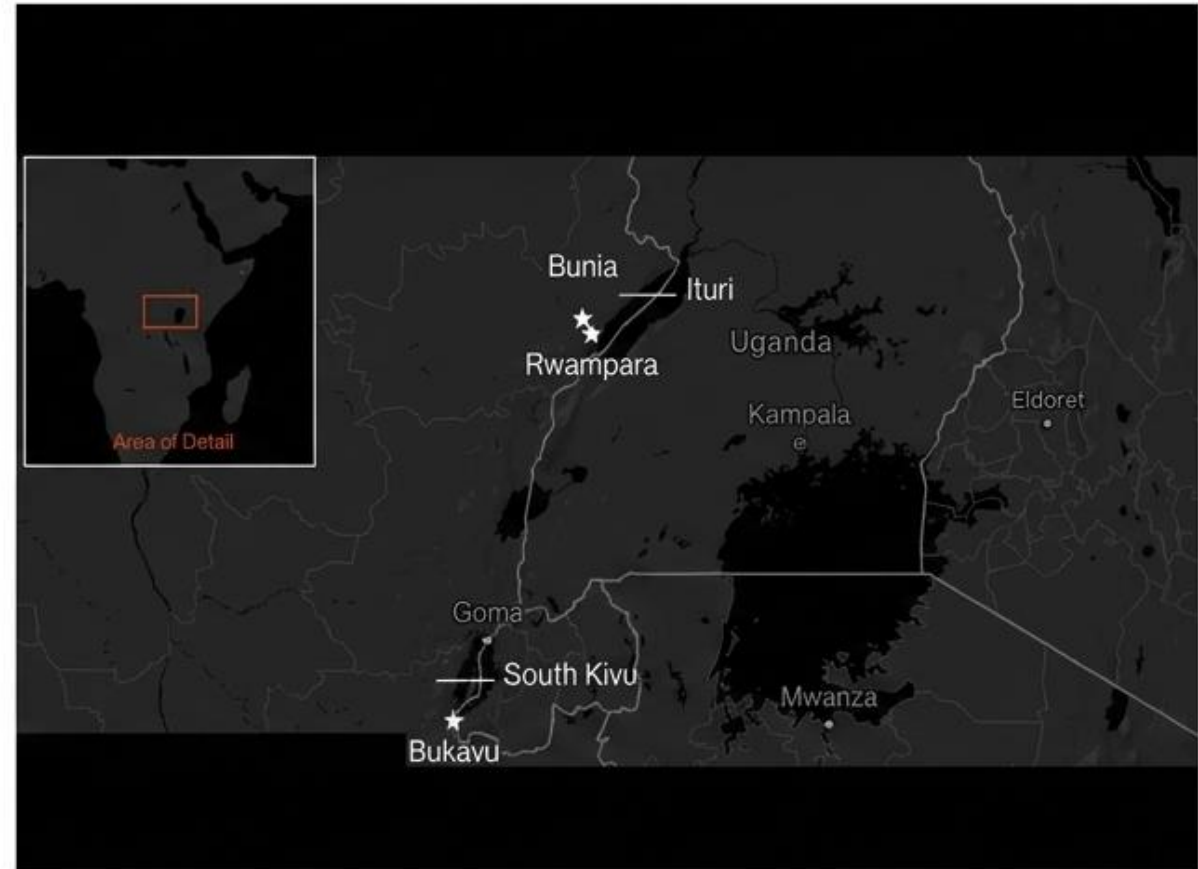 Bunia
Ituri
Rwampara
Uganda
Kampala
Eldoret
Area of Detail
Goma
South Kivu
Mwanza
Bukavu